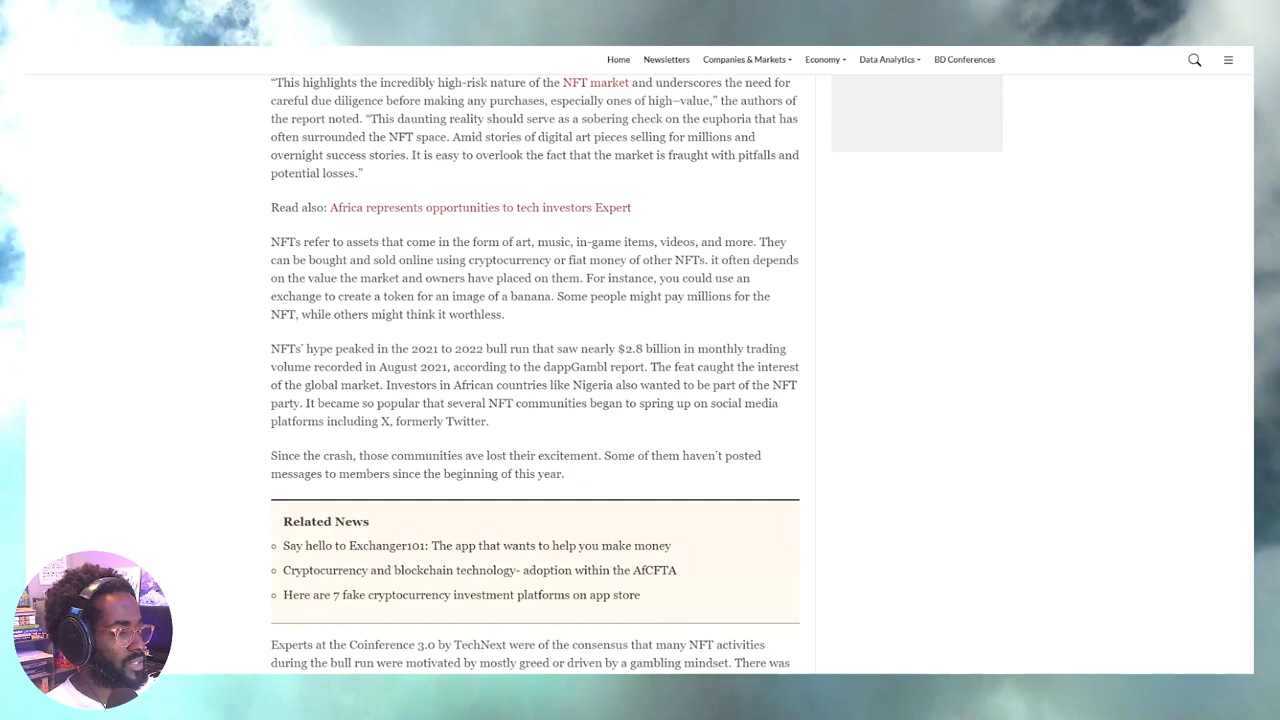 Home Newsletters Companies & Markets Economy Data Analytics BD Conferences
“This highlights the incredibly high-risk nature of the NFT market and underscores the need for
careful due diligence before making any purchases, especially ones of high–value,” the authors of
the report noted. “This daunting reality should serve as a sobering check on the euphoria that has
often surrounded the NFT space. Amid stories of digital art pieces selling for millions and
overnight success stories. It is easy to overlook the fact that the market is fraught with pitfalls and
potential losses.”
Read also: Africa represents opportunities to tech investors Expert
NFTs refer to assets that come in the form of art, music, in-game items, videos, and more. They
can be bought and sold online using cryptocurrency or fiat money of other NFTs. it often depends
on the value the market and owners have placed on them. For instance, you could use an
exchange to create a token for an image of a banana. Some people might pay millions for the
NFT, while others might think it worthless.
NFTs’ hype peaked in the 2021 to 2022 bull run that saw nearly $2.8 billion in monthly trading
volume recorded in August 2021, according to the dappGambl report. The feat caught the interest
of the global market. Investors in African countries like Nigeria also wanted to be part of the NFT
party. It became so popular that several NFT communities began to spring up on social media
platforms including X, formerly Twitter.
Since the crash, those communities ave lost their excitement. Some of them haven’t posted
messages to members since the beginning of this year.
Related News
Say hello to Exchanger101: The app that wants to help you make money
Cryptocurrency and blockchain technology- adoption within the AfCFTA
Here are 7 fake cryptocurrency investment platforms on app store
Experts at the Coinference 3.0 by TechNext were of the consensus that many NFT activities
during the bull run were motivated by mostly greed or driven by a gambling mindset. There was